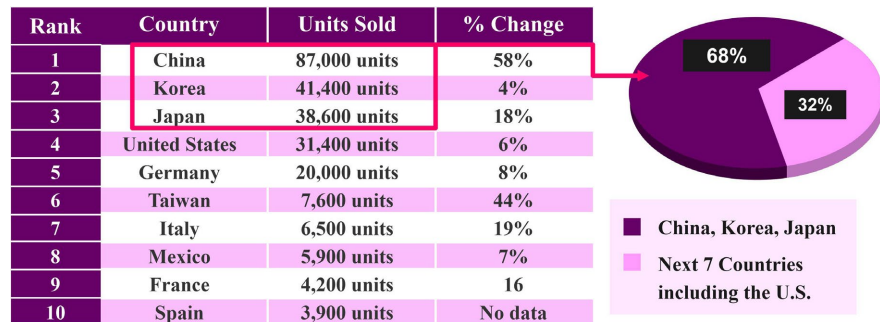 Rank Country Units Sold % Change
1 China 87,000 units 58%
2 Korea 41,400 units 4%
3 Japan 38,600 units 18%
4 United States 31,400 units 6%
5 Germany 20,000 units 8%
6 Taiwan 7,600 units 44%
7 Italy 6,500 units 19%
8 Mexico 5,900 units 7%
9 France 4,200 units 16
10 Spain 3,900 units No data
68%
32%
China, Korea, Japan
Next 7 Countries
including the U.S.